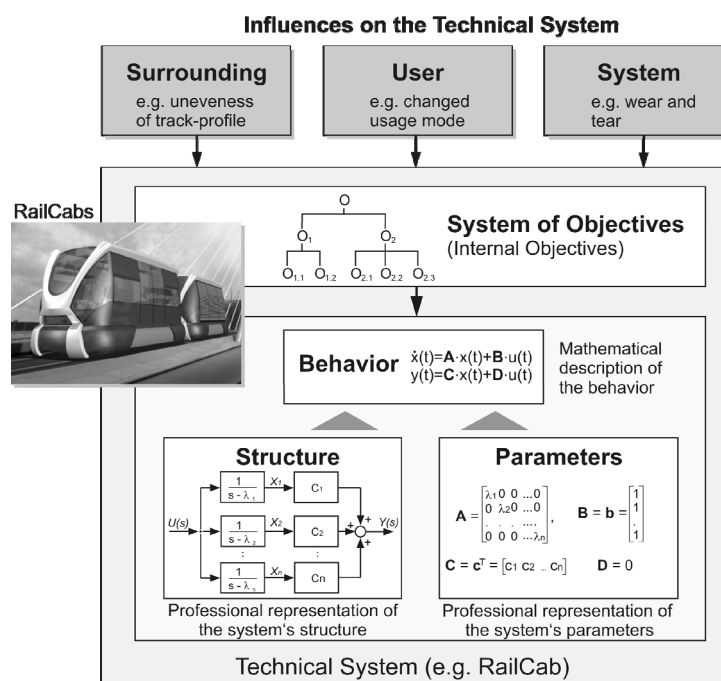 Influences on the Technical System
Surrounding
e.g. uneveness
of track-profile
User
e.g. changed
usage mode
System
e.g. wear and
tear
RailCabs
O
O₁ O₂
O₁.₁ O₁.₂ O₂.₁ O₂.₂ O₂.₃
System of Objectives
(Internal Objectives)
Behavior
ẋ(t)=A·x(t)+B·u(t)
y(t)=C·x(t)+D·u(t)
Mathematical
description of
the behavior
Structure
U(s)
1
s - λ₁
X₁
C₁
+
1
s - λ₂
X₂
C₂
+
Y(s)
:
:
1
s - λ₃
Xₙ
Cn
+
Professional representation of
the system's structure
Parameters
A = [λ1 0 0 ...0
0 λ2 0 ...0
. . . ....
0 0 0 ...λn] ,
B = b = [1
1
.
1]
C = cᵀ = [c1 c2 ... cn]
D = 0
Professional representation of
the system's parameters
Technical System (e.g. RailCab)